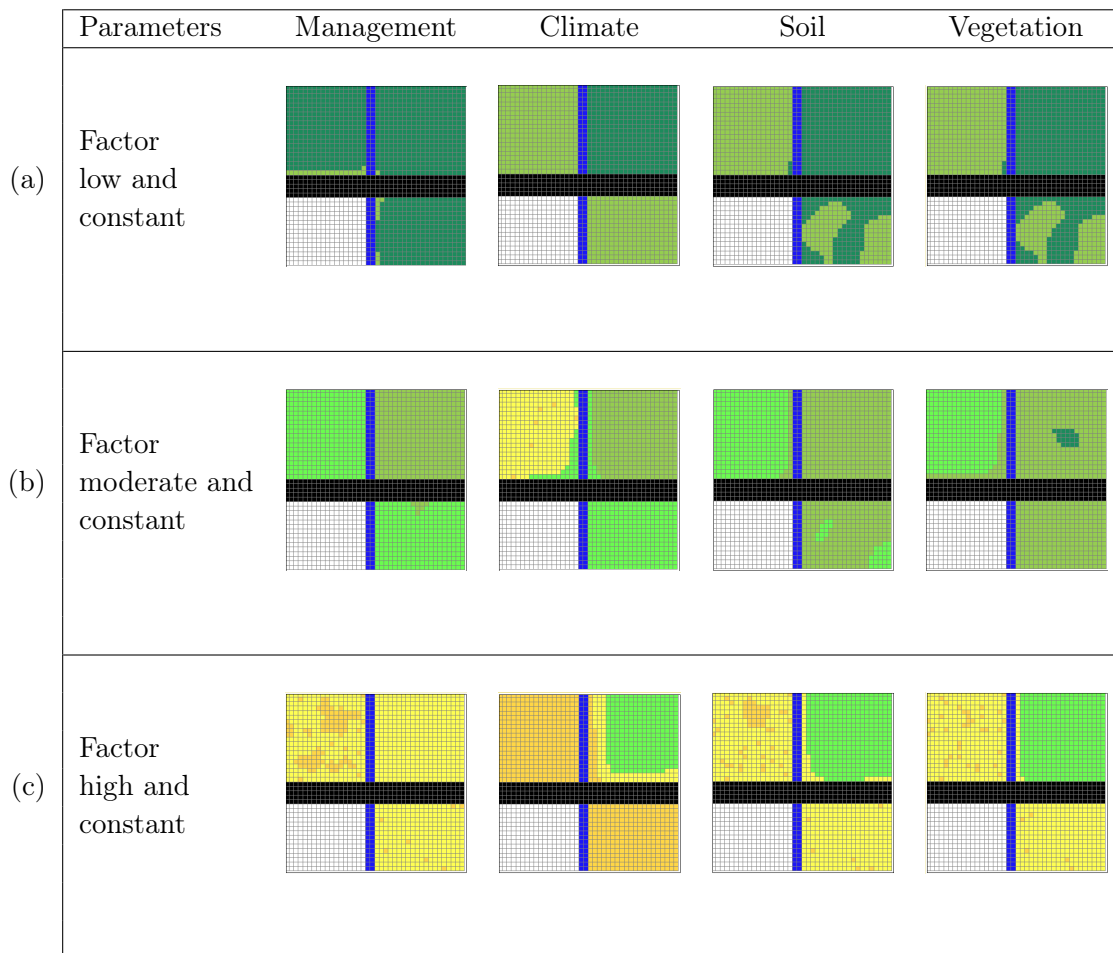 Parameters Management Climate Soil Vegetation
Factor
(a) low and
constant
Factor
(b) moderate and
constant
Factor
(c) high and
constant